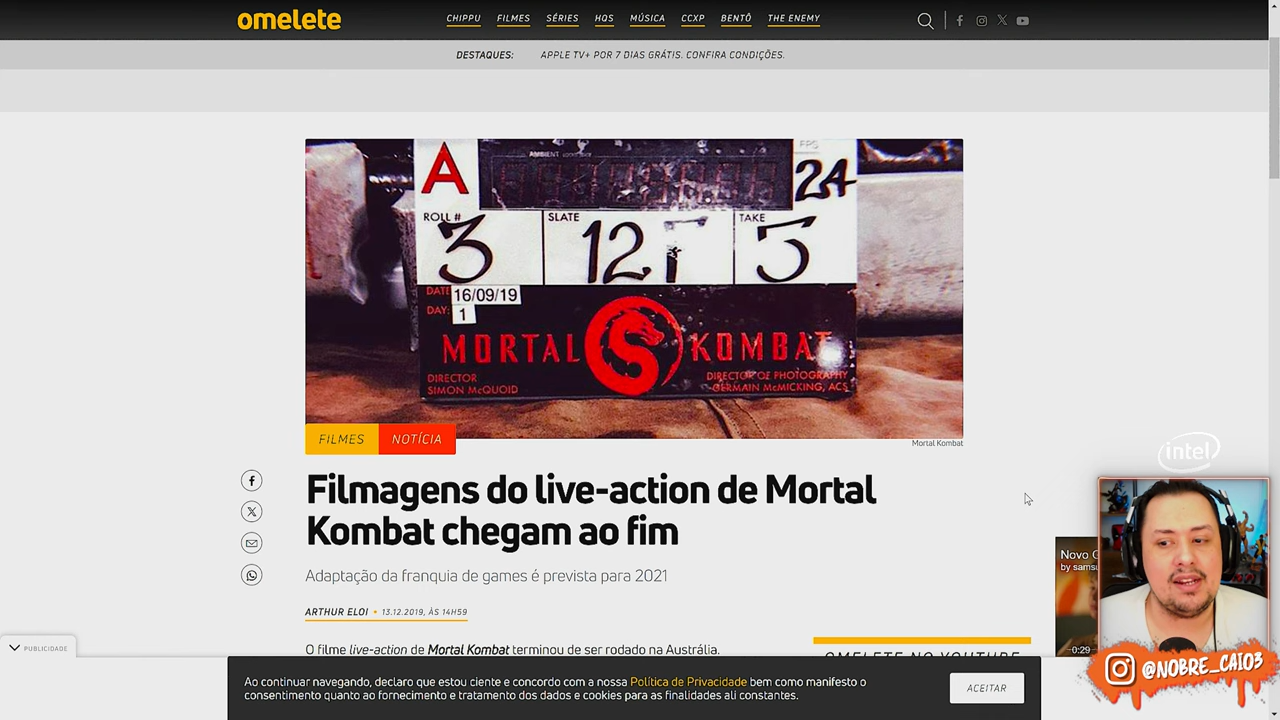 omelete
CHIPPU FILMES SÉRIES HQS MÚSICA CCXP BENTÔ THE ENEMY
DESTAQUES: APPLE TV+ POR 7 DIAS GRÁTIS. CONFIRA CONDIÇÕES.
A
FPS
24
ROLL # SLATE TAKE
3 5
DATE 16/09/19
DAY: 1
MORTAL KOMBAT
DIRECTOR
SIMON McQUOID
DIRECTOR OF PHOTOGRAPHY
GERMAIN McMICKING, ACS
FILMES NOTÍCIA
Mortal Kombat
Filmagens do live-action de Mortal
Kombat chegam ao fim
Adaptação da franquia de games é prevista para 2021
ARTHUR ELOI • 13.12.2019, ÀS 14H59
O filme live-action de Mortal Kombat terminou de ser rodado na Austrália.
OMELETE NO YOUTUBE
PUBLICIDADE
Ao continuar navegando, declaro que estou ciente e concordo com a nossa Política de Privacidade bem como manifesto o
consentimento quanto ao fornecimento e tratamento dos dados e cookies para as finalidades ali constantes.
ACEITAR
intel
Novo
-0:29
@NOBRE_CAIO3